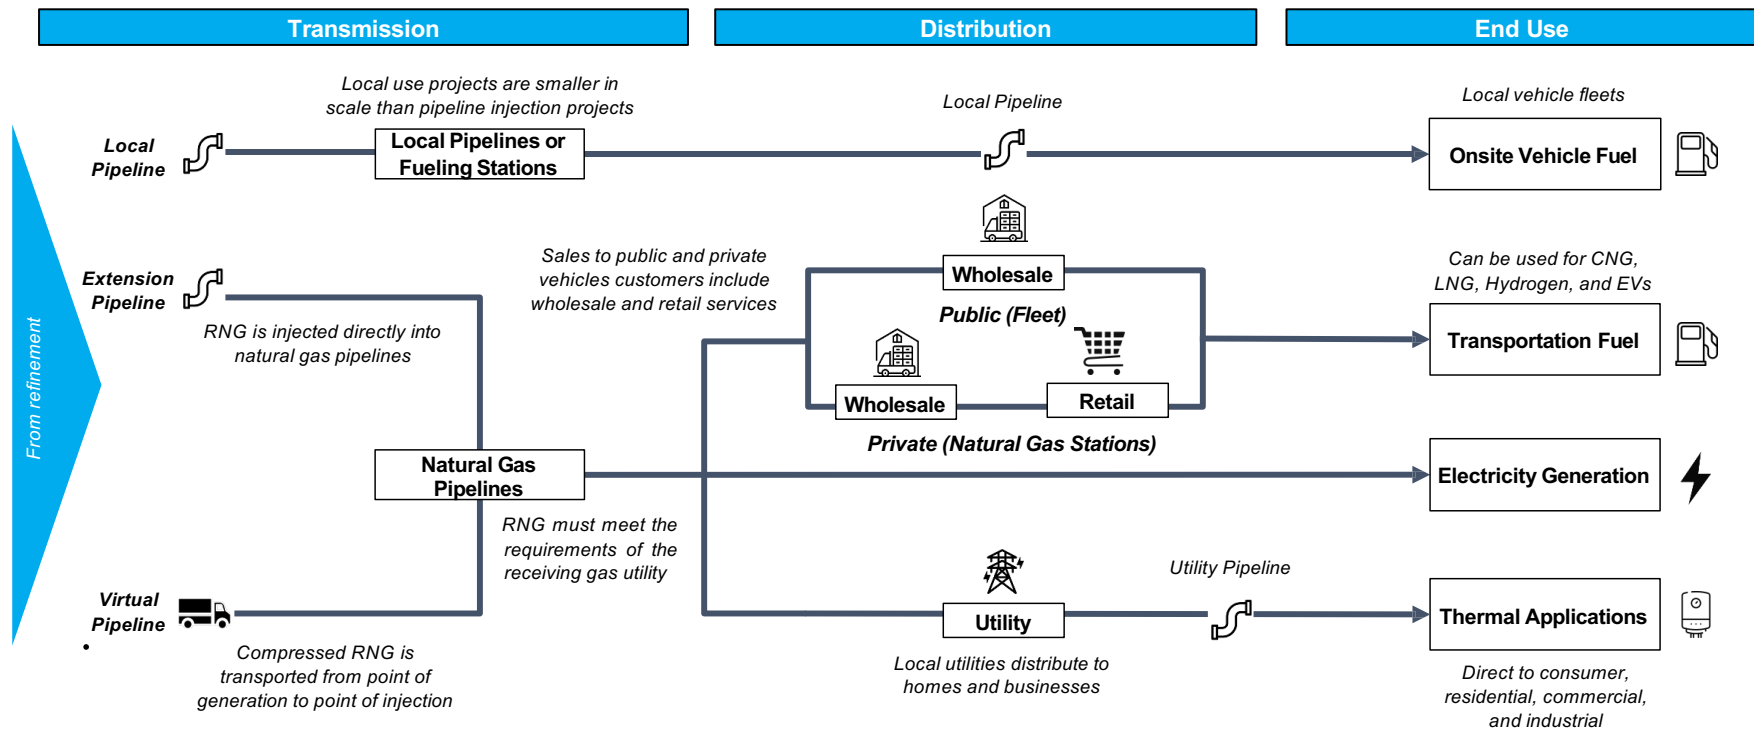 Transmission
Distribution
End Use
From refinement
Local use projects are smaller in
scale than pipeline injection projects
Local Pipeline
Local vehicle fleets
Local
Pipeline
Local Pipelines or
Fueling Stations
Onsite Vehicle Fuel
Extension
Pipeline
RNG is injected directly into
natural gas pipelines
Sales to public and private
vehicles customers include
wholesale and retail services
Wholesale
Public (Fleet)
Wholesale
Retail
Private (Natural Gas Stations)
Can be used for CNG,
LNG, Hydrogen, and EVs
Transportation Fuel
Natural Gas
Pipelines
RNG must meet the
requirements of the
receiving gas utility
Electricity Generation
Virtual
Pipeline
•
Compressed RNG is
transported from point of
generation to point of injection
Utility
Local utilities distribute to
homes and businesses
Utility Pipeline
Thermal Applications
Direct to consumer,
residential, commercial,
and industrial